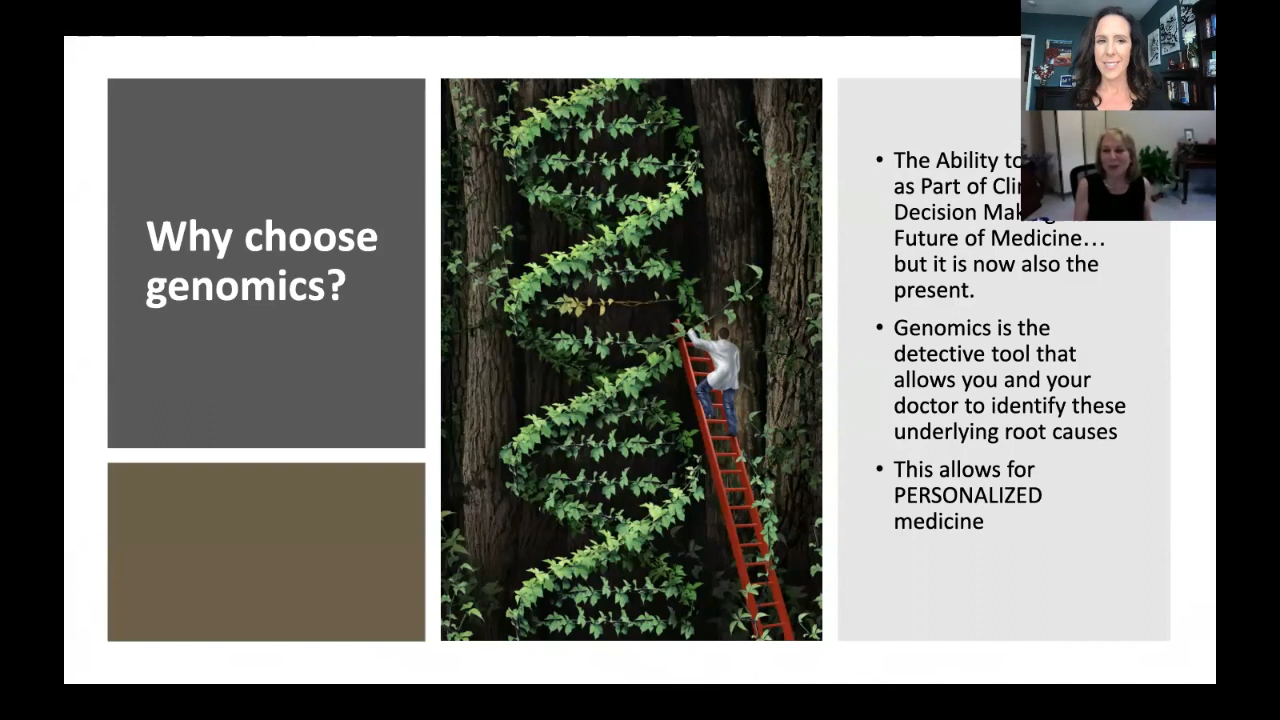 Why choose
genomics?
• The Ability to
as Part of
Decision
Future of Medicine…
but it is now also the
present.
• Genomics is the
detective tool that
allows you and your
doctor to identify these
underlying root causes
• This allows for
PERSONALIZED
medicine